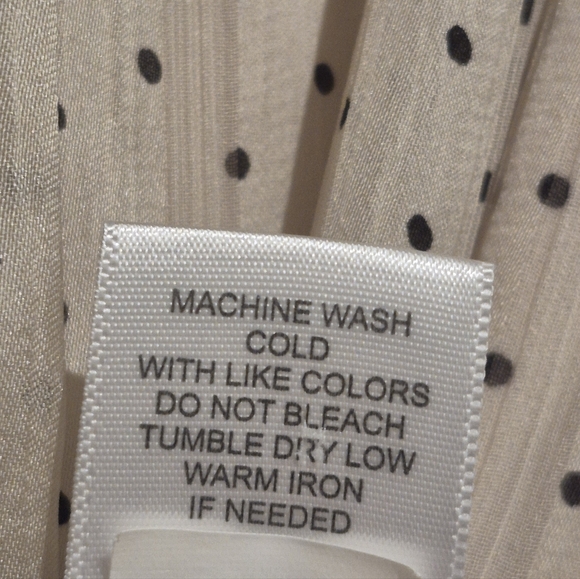 MACHINE WASH
COLD
WITH LIKE COLORS
DO NOT BLEACH
TUMBLE DRY LOW
WARM IRON
IF NEEDED